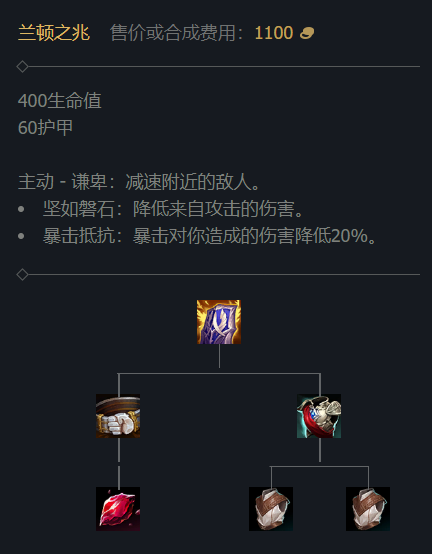 兰顿之兆 售价或合成费用：1100
400生命值
60护甲
主动 - 谦卑：减速附近的敌人。
• 坚如磐石：降低来自攻击的伤害。
• 暴击抵抗：暴击对你造成的伤害降低20%。